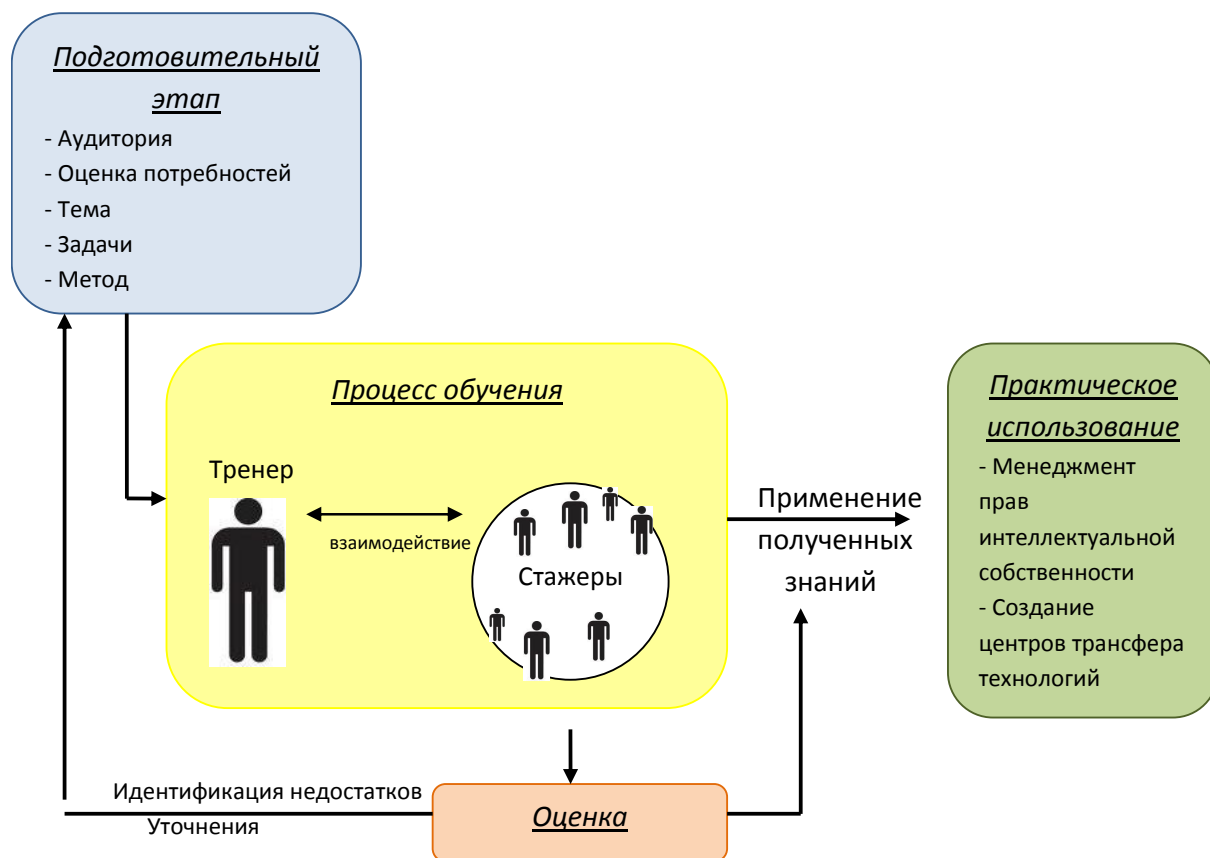 Подготовительный
этап
- Аудитория
- Оценка потребностей
- Тема
- Задачи
- Метод
Процесс обучения
Тренер
взаимодействие
Стажеры
Применение
полученных
знаний
Практическое
использование
- Менеджмент
прав
интеллектуальной
собственности
- Создание
центров трансфера
технологий
Идентификация недостатков
Уточнения
Оценка